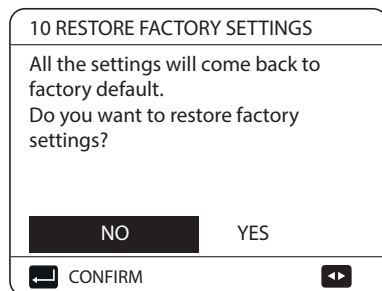 10 RESTORE FACTORY SETTINGS
All the settings will come back to
factory default.
Do you want to restore factory
settings?
NO YES
CONFIRM